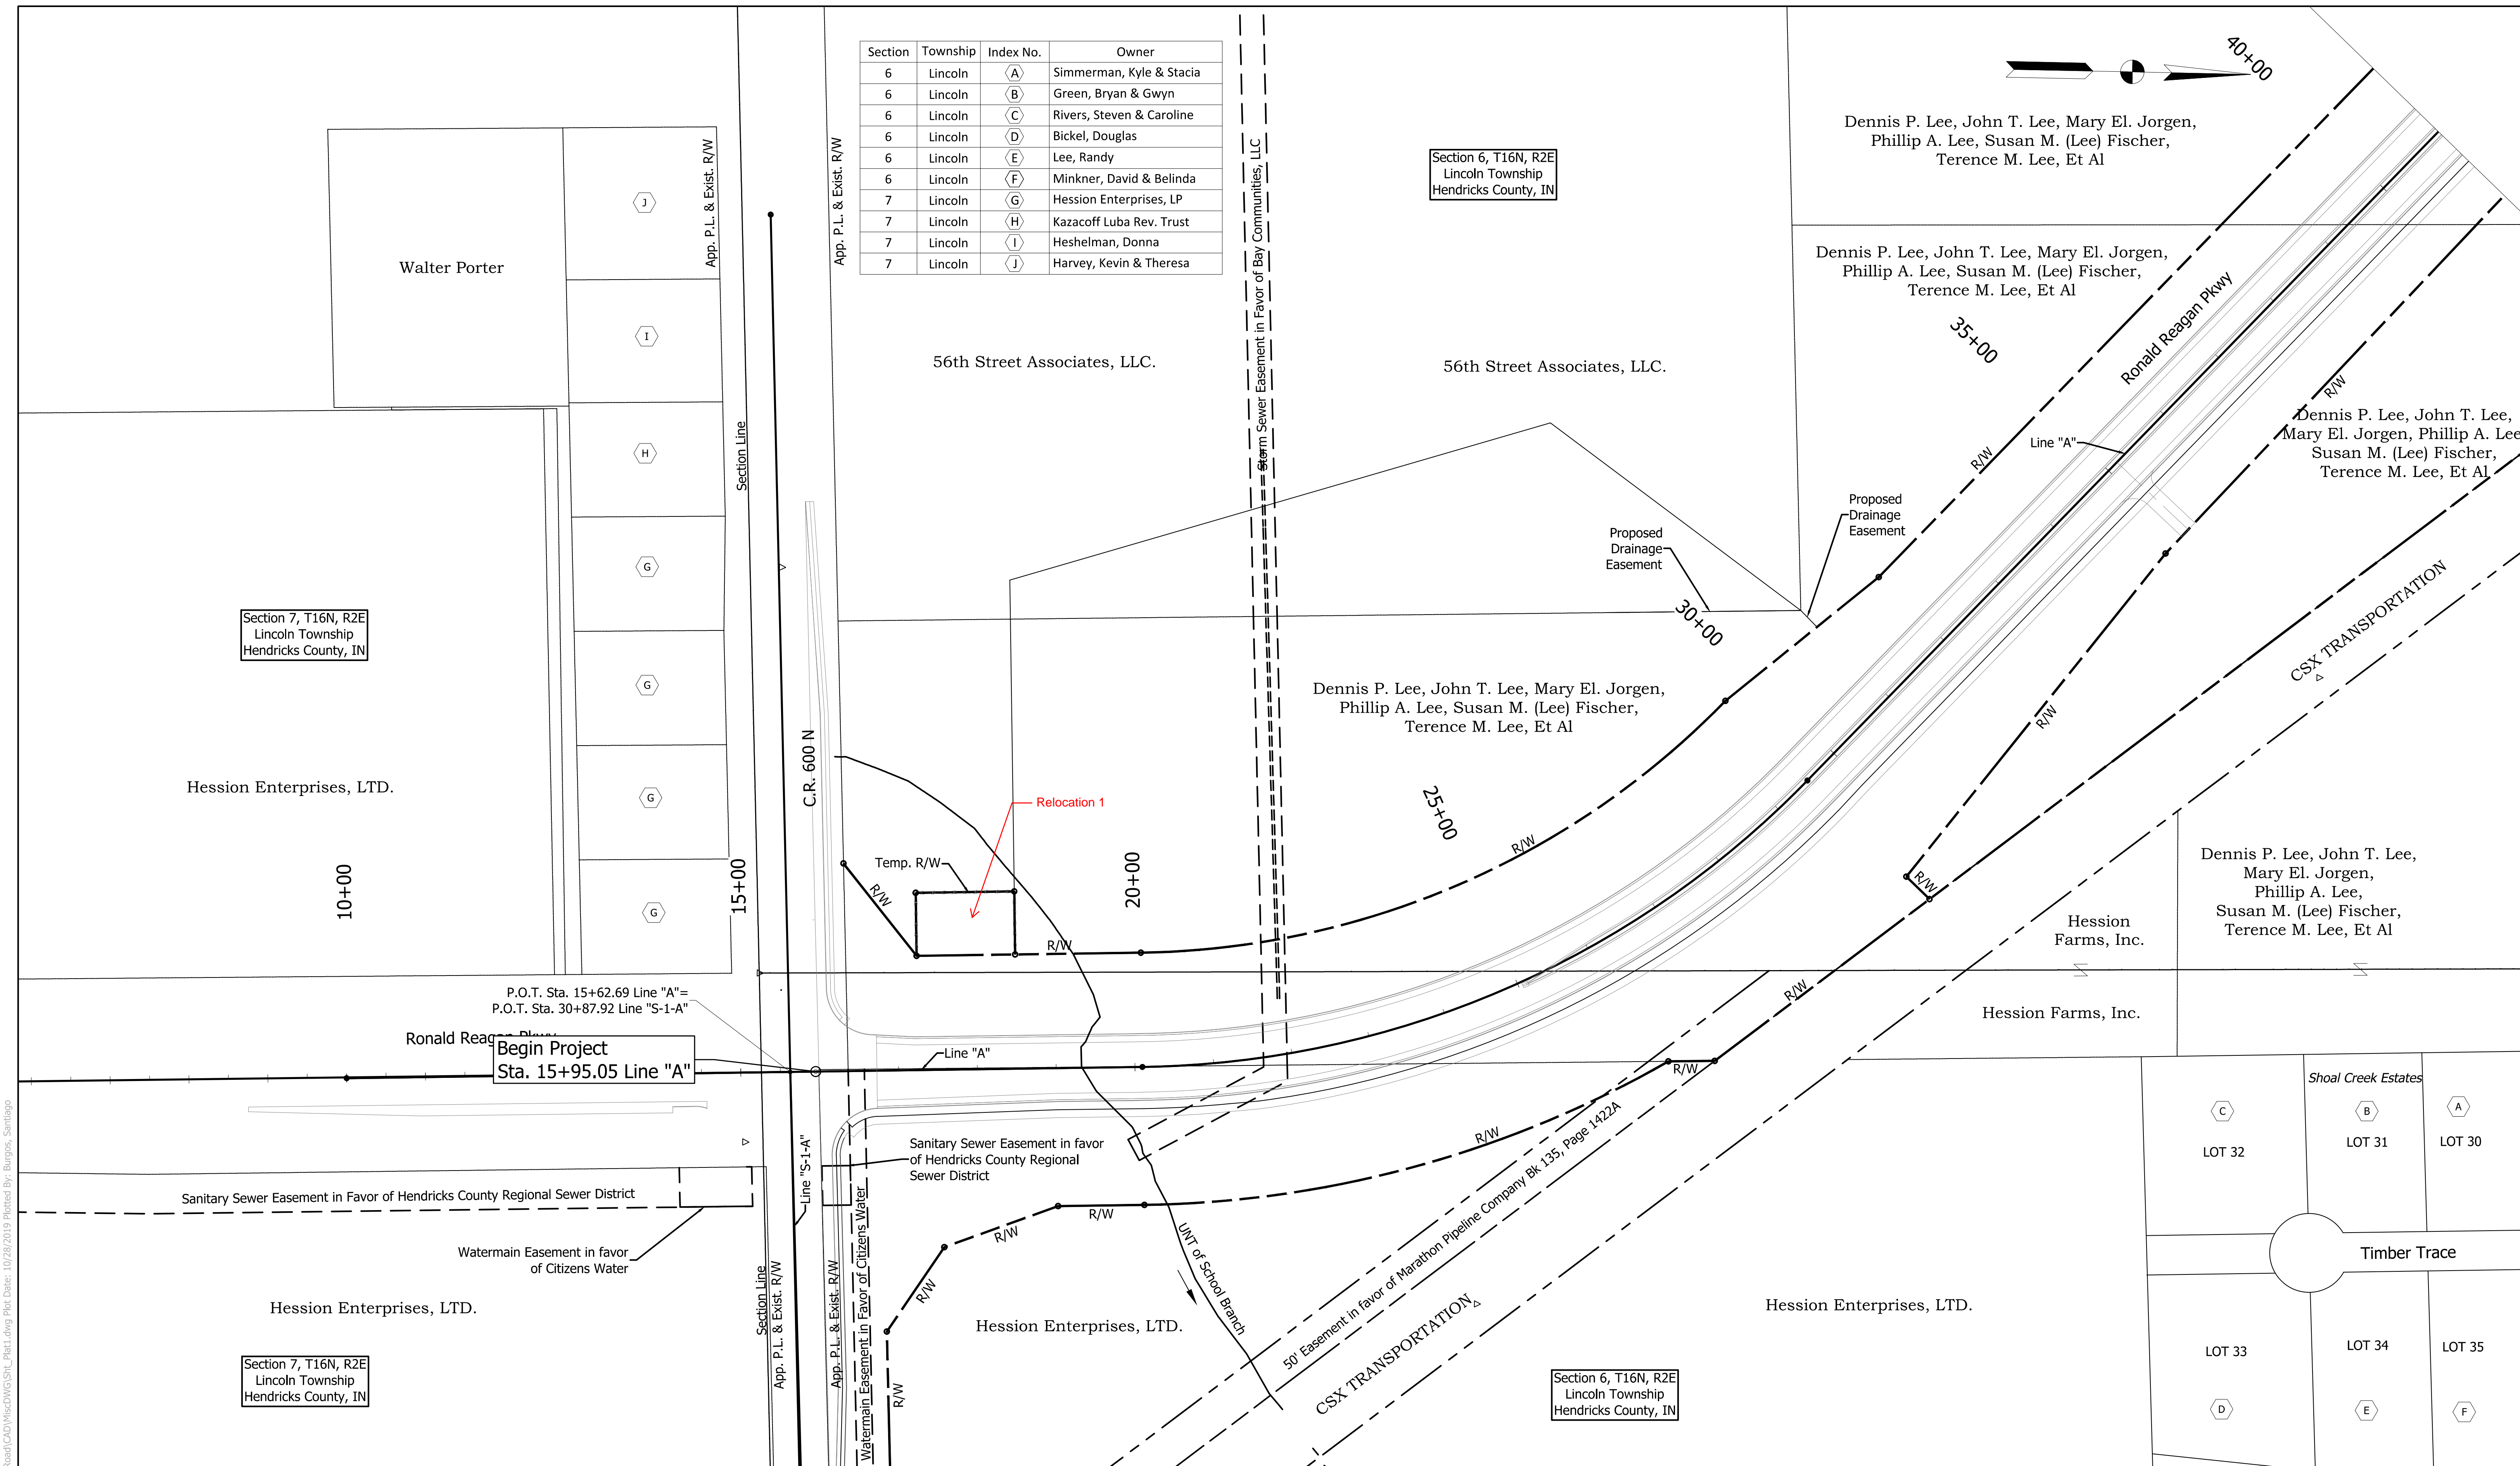 Section Township Index No. Owner
6 Lincoln A Simmerman, Kyle & Stacia
6 Lincoln B Green, Bryan & Gwyn
6 Lincoln C Rivers, Steven & Caroline
6 Lincoln D Bickel, Douglas
6 Lincoln E Lee, Randy
6 Lincoln F Minkner, David & Belinda
7 Lincoln G Hession Enterprises, LP
7 Lincoln H Kazacoff Luba Rev. Trust
7 Lincoln I Heshelman, Donna
7 Lincoln J Harvey, Kevin & Theresa
40+00
Dennis P. Lee, John T. Lee, Mary El. Jorgen,
Phillip A. Lee, Susan M. (Lee) Fischer,
Terence M. Lee, Et Al
Section 6, T16N, R2E
Lincoln Township
Hendricks County, IN
App. P.L. & Exist. R/W
App. P.L. & Exist. R/W
Storm Sewer Easement in Favor of Bay Communities, LLC
J
Walter Porter
I
Dennis P. Lee, John T. Lee, Mary El. Jorgen,
Phillip A. Lee, Susan M. (Lee) Fischer,
Terence M. Lee, Et Al
Ronald Reagan Pkwy
35+00
56th Street Associates, LLC.
56th Street Associates, LLC.
R/W
Dennis P. Lee, John T. Lee,
Mary El. Jorgen, Phillip A. Lee
Susan M. (Lee) Fischer,
Terence M. Lee, Et Al
Line "A"
R/W
H
Section Line
Proposed
Drainage
Easement
Proposed
Drainage
Easement
G
30+00
Section 7, T16N, R2E
Lincoln Township
Hendricks County, IN
G
Dennis P. Lee, John T. Lee, Mary El. Jorgen,
Phillip A. Lee, Susan M. (Lee) Fischer,
Terence M. Lee, Et Al
CSX TRANSPORTATION
R/W
C.R. 600 N
Hession Enterprises, LTD.
G
Relocation 1
25+00
R/W
Temp. R/W
R/W
10+00
15+00
20+00
G
R/W
R/W
Dennis P. Lee, John T. Lee,
Mary El. Jorgen,
Phillip A. Lee,
Susan M. (Lee) Fischer,
Terence M. Lee, Et Al
Hession
Farms, Inc.
P.O.T. Sta. 15+62.69 Line "A"=
P.O.T. Sta. 30+87.92 Line "S-1-A"
R/W
Hession Farms, Inc.
Ronald Reag
Begin Project
Sta. 15+95.05 Line "A"
Line "A"
R/W
Shoal Creek Estates
C
B
A
LOT 32
LOT 31
LOT 30
Sanitary Sewer Easement in favor
of Hendricks County Regional
Sewer District
R/W
Line "S-1-A"
Sanitary Sewer Easement in Favor of Hendricks County Regional Sewer District
R/W
R/W
50' Easement in favor of Marathon Pipeline Company Bk 135, Page 1422A
UNT of School Branch
Watermain Easement in favor
of Citizens Water
Timber Trace
Section Line
App. P.L. & Exist. R/W
App. P.L. & Exist. R/W
Watermain Easement in Favor of Citizens Water
R/W
Hession Enterprises, LTD.
Hession Enterprises, LTD.
Hession Enterprises, LTD.
CSX TRANSPORTATION
LOT 33
LOT 34
LOT 35
Section 7, T16N, R2E
Lincoln Township
Hendricks County, IN
R/W
Section 6, T16N, R2E
Lincoln Township
Hendricks County, IN
D
E
F
Road\CAD\MiscDWG\Sht_Plat1.dwg Plot Date: 10/28/2019 Plotted By: Burgos, Santiago